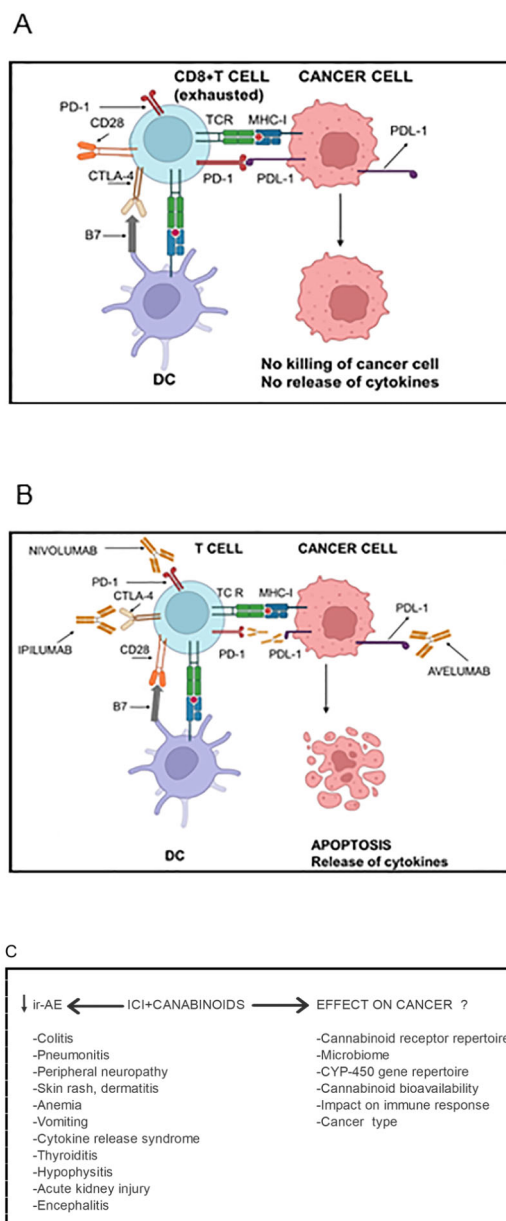 A
CD8+T CELL
(exhausted)
CANCER CELL
PD-1
CD28
TCR
MHC-I
PDL-1
CTLA-4
PD-1
PDL-1
B7
DC
No killing of cancer cell
No release of cytokines
B
NIVOLUMAB
T CELL
CANCER CELL
PD-1
CTLA-4
TC R
MHC-I
PDL-1
IPILUMAB
CD28
PD-1
PDL-1
AVELUMAB
B7
DC
APOPTOSIS
Release of cytokines
C
ir-AE
ICI+CANABINOIDS
EFFECT ON CANCER ?
-Colitis
-Pneumonitis
-Peripheral neuropathy
-Skin rash, dermatitis
-Anemia
-Vomiting
-Cytokine release syndrome
-Thyroiditis
-Hypophysitis
-Acute kidney injury
-Encephalitis
-Cannabinoid receptor repertoire
-Microbiome
-CYP-450 gene repertoire
-Cannabinoid bioavailability
-Impact on immune response
-Cancer type